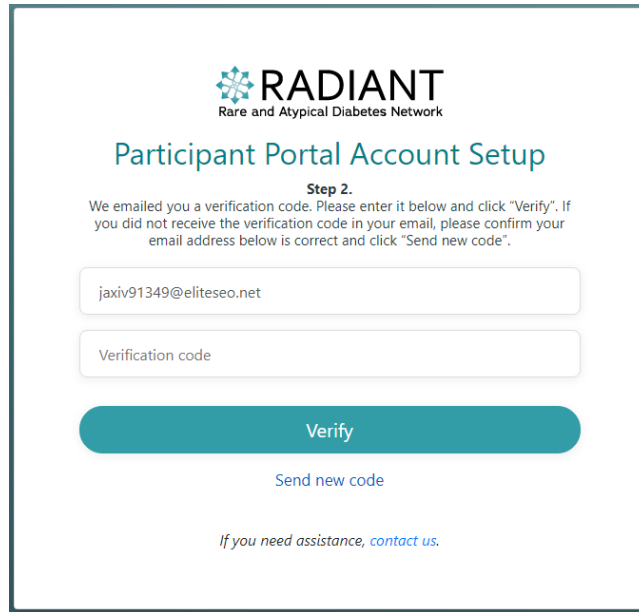 RADIANT
Rare and Atypical Diabetes Network
Participant Portal Account Setup
Step 2.
We emailed you a verification code. Please enter it below and click “Verify”. If
you did not receive the verification code in your email, please confirm your
email address below is correct and click “Send new code”.
jaxiv91349@eliteseo.net
Verification code
Verify
Send new code
If you need assistance, contact us.